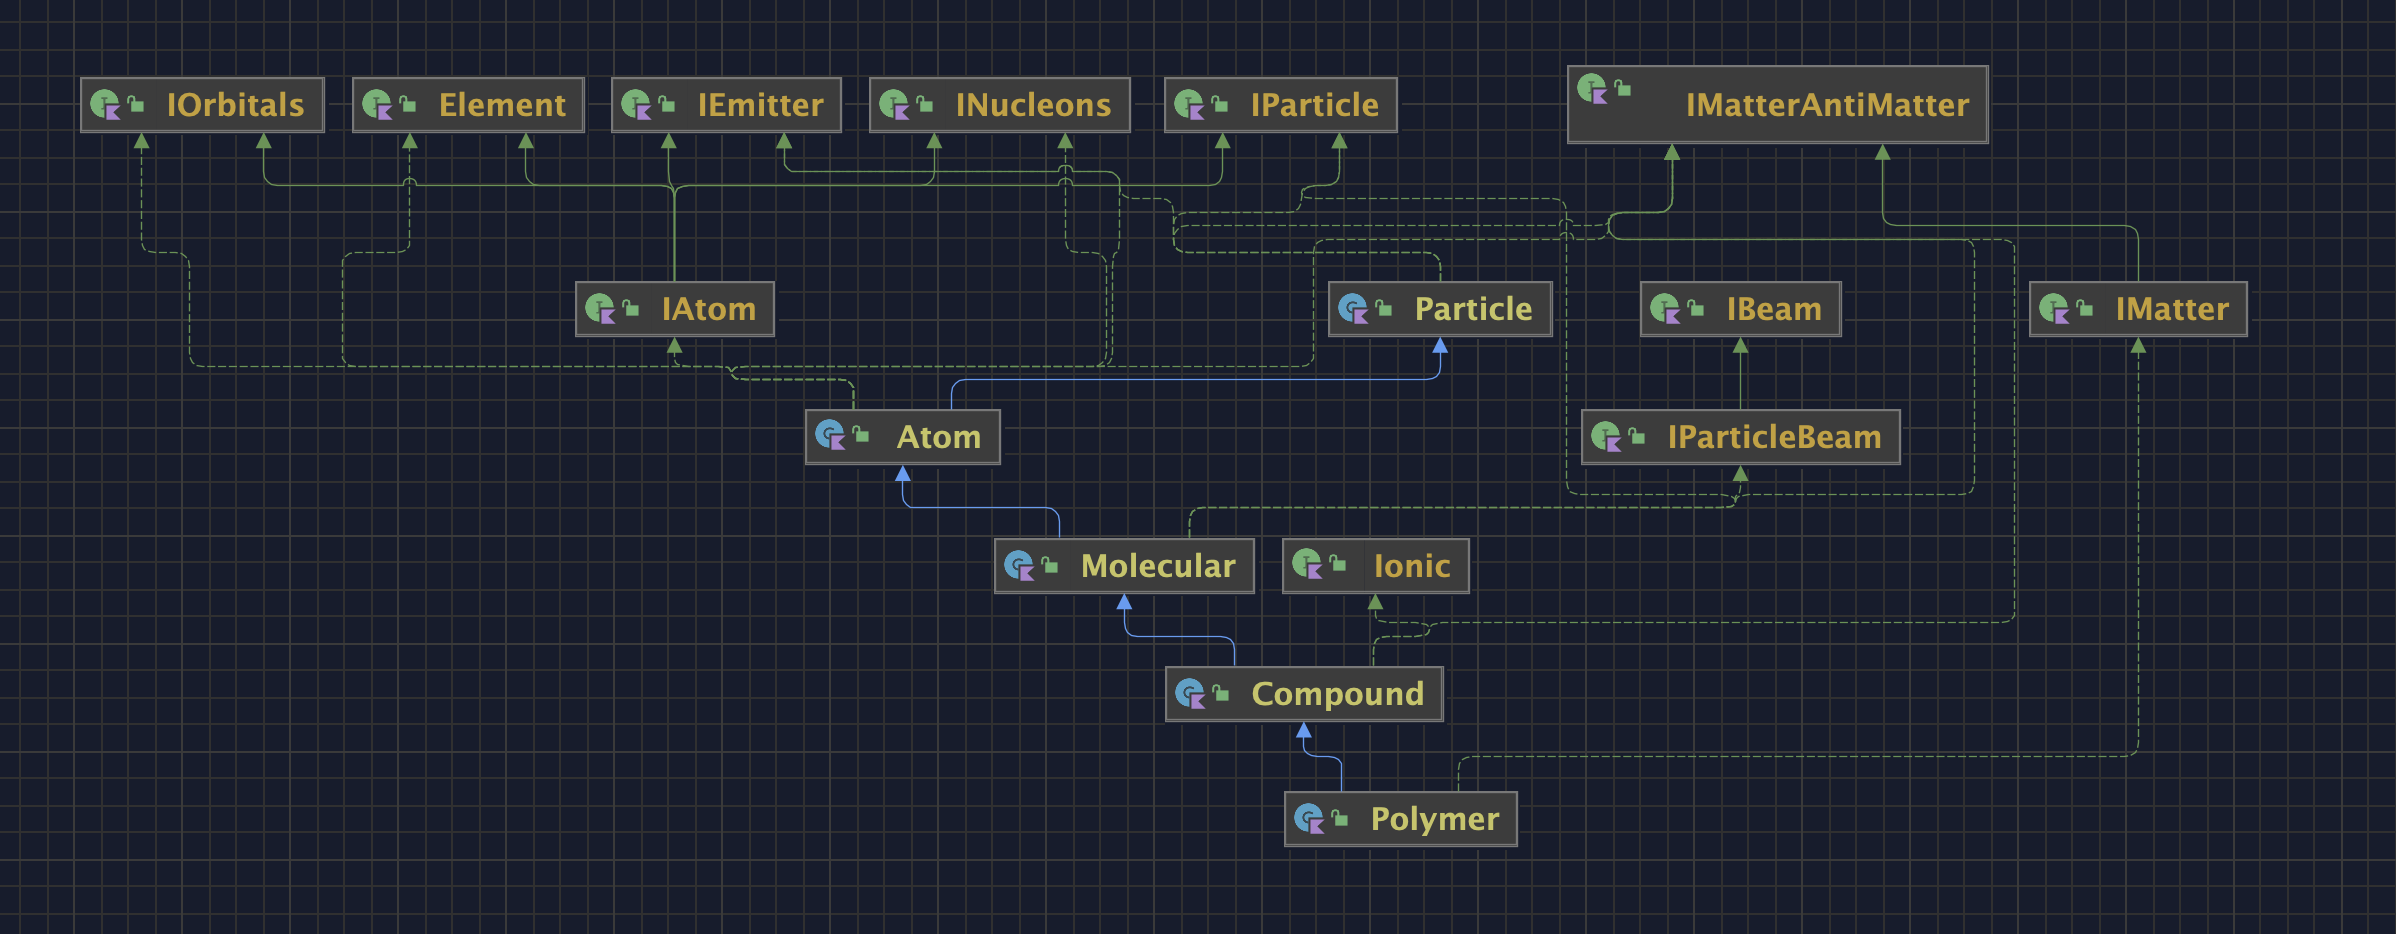 IOrbitals
Element
IEmitter
INucleons
IParticle
IMatterAntiMatter
IAtom
Particle
IBeam
IMatter
Atom
IParticleBeam
Molecular
Ionic
Compound
Polymer